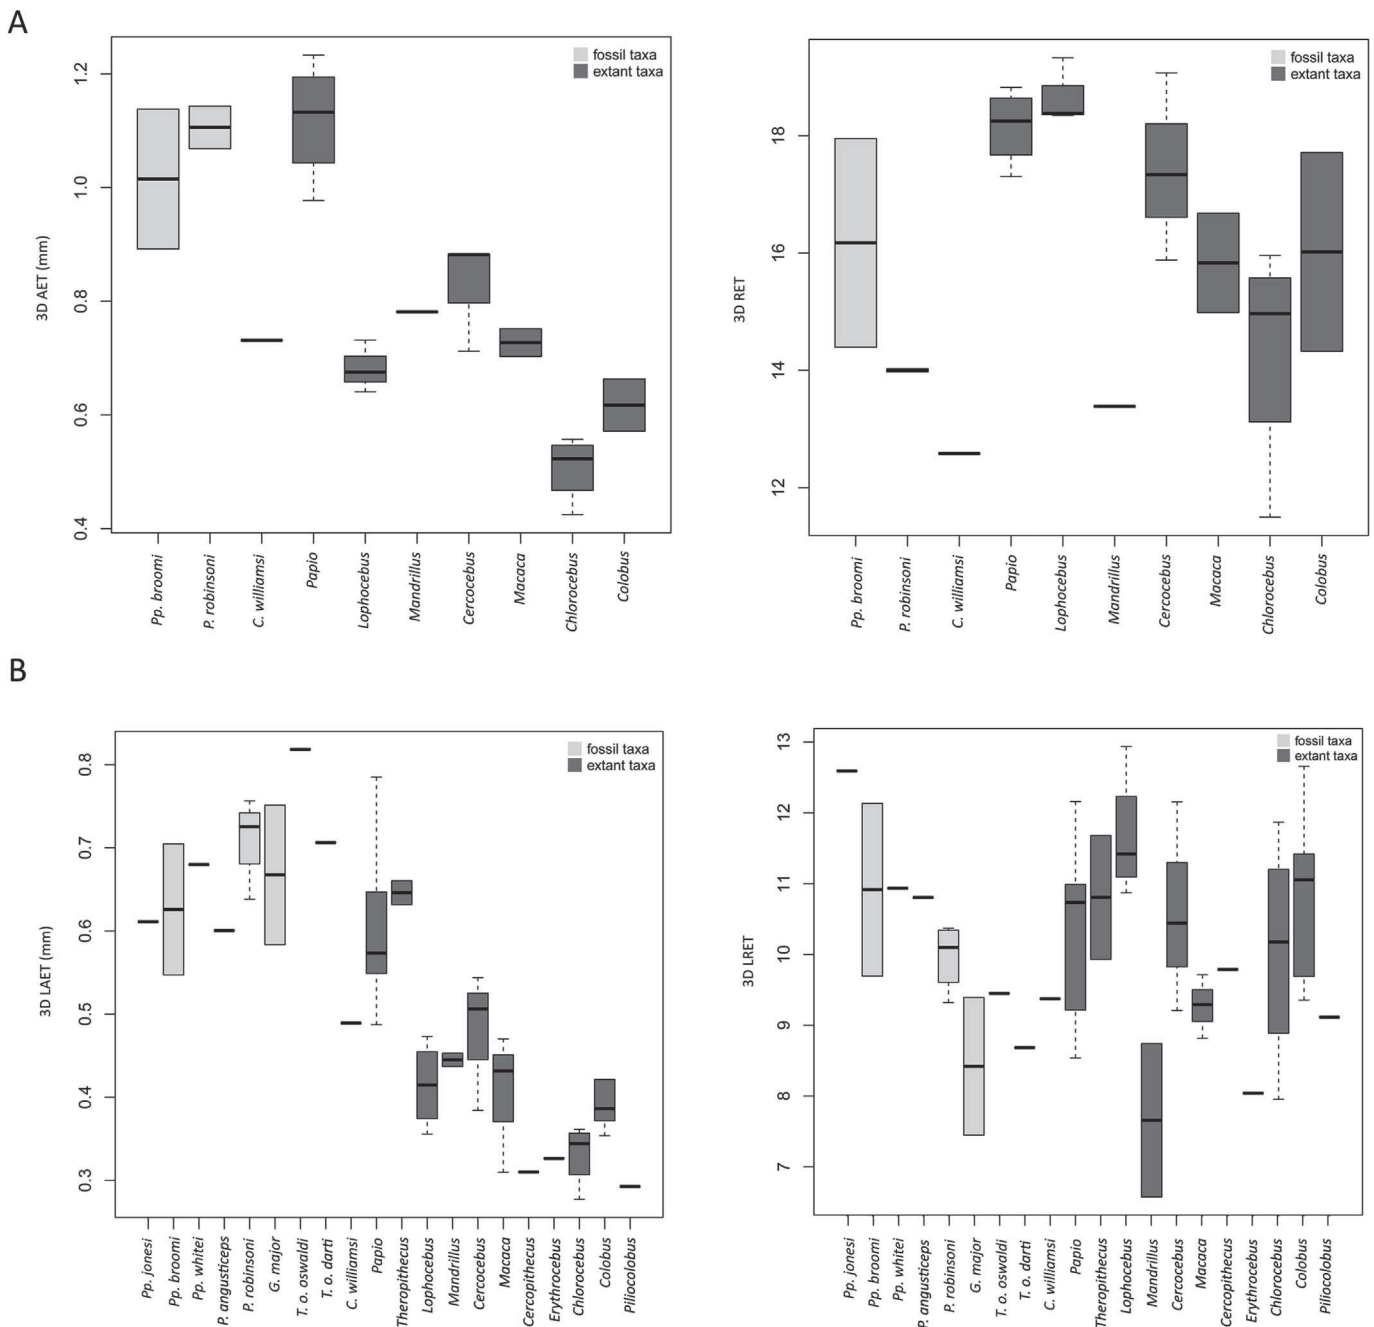 A
fossil taxa
extant taxa
1.2
1.0
0.8
0.6
0.4
3D AET (mm)
Pp. broomi
P. robinsoni
C. williamsi
Papio
Lophocebus
Mandrillus
Cercocebus
Macaca
Chlorocebus
Colobus
fossil taxa
extant taxa
18
16
14
12
3D RET
Pp. broomi
P. robinsoni
C. williamsi
Papio
Lophocebus
Mandrillus
Cercocebus
Macaca
Chlorocebus
Colobus
B
fossil taxa
extant taxa
0.8
0.7
0.6
0.5
0.4
0.3
3D LAET (mm)
Pp. jonesi
Pp. broomi
Pp. whitei
P. angusticeps
P. robinsoni
G. major
T. o. oswaldi
T. o. darti
C. williamsi
Papio
Theropithecus
Lophocebus
Mandrillus
Cercocebus
Macaca
Cercopithecus
Erythrocebus
Chlorocebus
Colobus
Piliocolobus
fossil taxa
extant taxa
13
12
11
10
9
8
7
3D LRET
Pp. jonesi
Pp. broomi
Pp. whitei
P. angusticeps
P. robinsoni
G. major
T. o. oswaldi
T. o. darti
C. williamsi
Papio
Theropithecus
Lophocebus
Mandrillus
Cercocebus
Macaca
Cercopithecus
Erythrocebus
Chlorocebus
Colobus
Piliocolobus